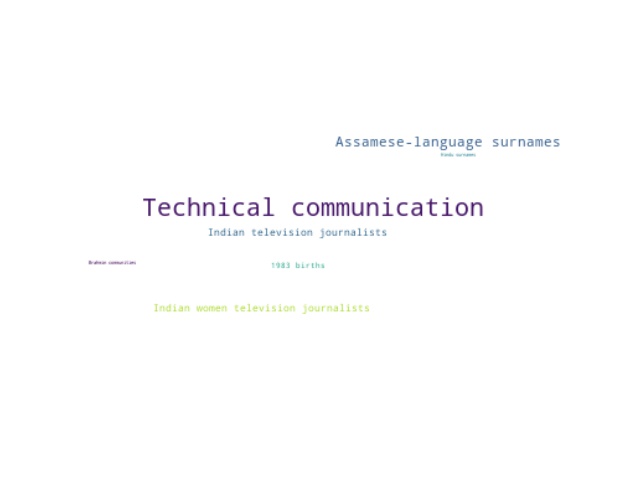 Assamese-language surnames
Hindu surnames
Technical communication
Indian television journalists
Brahmin communities
1983 births
Indian women television journalists